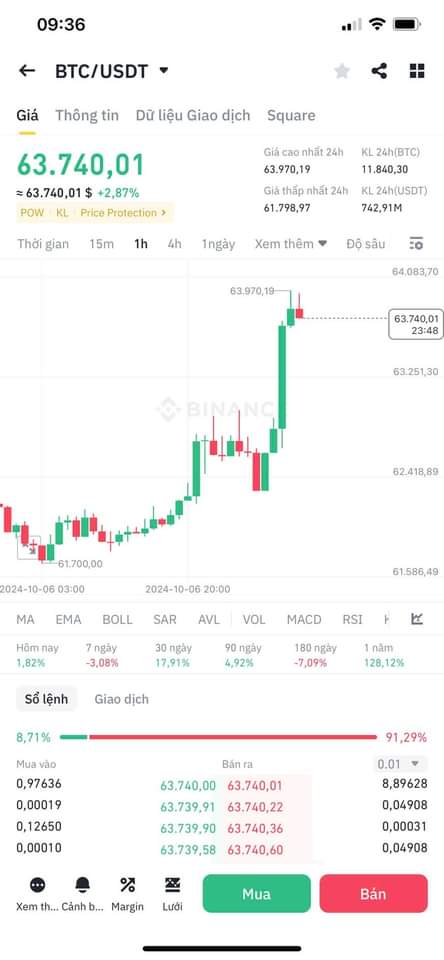 09:36
BTC/USDT
Giá Thông tin Dữ liệu Giao dịch Square
63.740,01
≈ 63.740,01 $ +2,87%
POW KL Price Protection
Giá cao nhất 24h KL 24h(BTC)
63.970,19 11.840,30
Giá thấp nhất 24h KL 24h(USDT)
61.798,97 742,91M
Thời gian 15m 1h 4h 1ngày Xem thêm Độ sâu
64.083,70
63.970,19
63.740,01
23:48
63.251,30
BINANC
62.418,89
61.700,00
61.586,49
2024-10-06 03:00 2024-10-06 20:00
MA EMA BOLL SAR AVL VOL MACD RSI
Hôm nay 7 ngày 30 ngày 90 ngày 180 ngày 1 năm
1,82% -3,08% 17,91% 4,92% -7,09% 128,12%
Sổ lệnh Giao dịch
8,71% 91,29%
Mua vào Bán ra 0.01
0,97636 63.740,00 63.740,01 8,89628
0,00019 63.739,91 63.740,22 0,04908
0,12650 63.739,90 63.740,36 0,00031
0,00010 63.739,58 63.740,60 0,04908
Xem th... Cảnh b... Margin Lưới Mua Bán